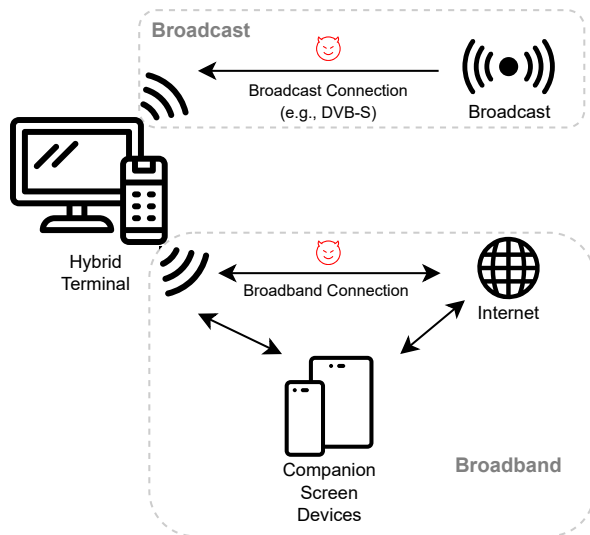 Broadcast
Broadcast Connection
(e.g., DVB-S)
Broadcast
Hybrid
Terminal
Broadband Connection
Internet
Companion
Screen
Devices
Broadband